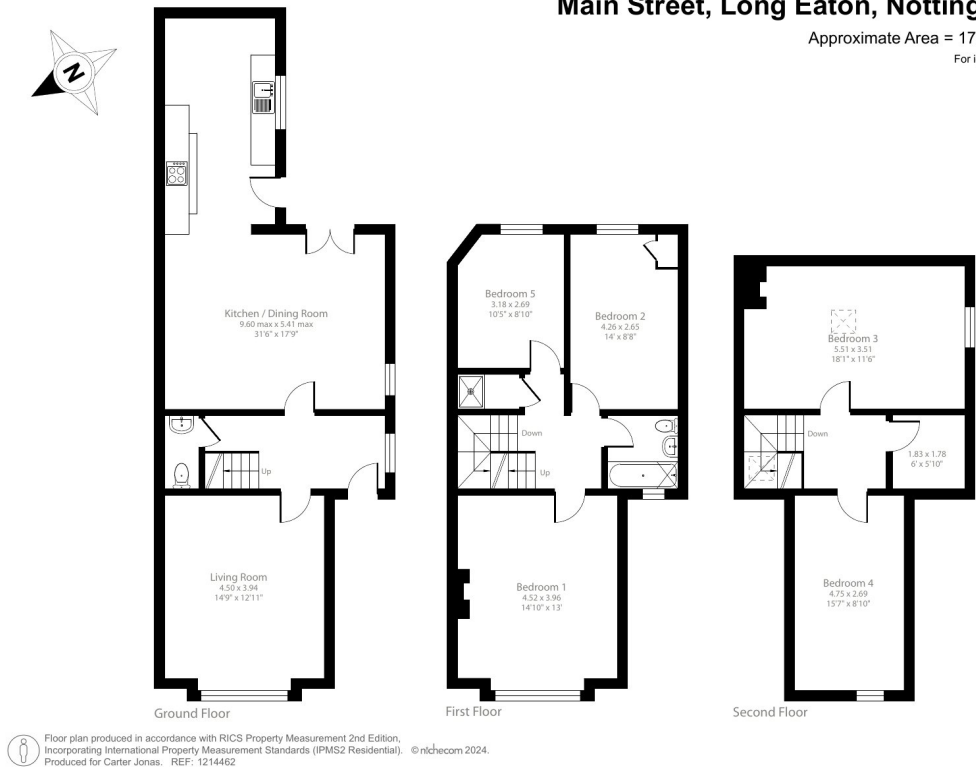 Main Street, Long Eaton, Notting
Approximate Area = 17
For i
N
Kitchen / Dining Room
9.60 max x 5.41 max
31'6" x 17'9"
Up
Living Room
4.50 x 3.94
14'9" x 12'11"
Ground Floor
Bedroom 5
3.18 x 2.69
10'5" x 8'10"
Bedroom 2
4.26 x 2.65
14' x 8'8"
Down
Up
Bedroom 1
4.52 x 3.96
14'10" x 13'
First Floor
Bedroom 3
5.51 x 3.51
18'1" x 11'6"
Down
1.83 x 1.78
6' x 5'10"
Bedroom 4
4.75 x 2.69
15'7" x 8'10"
Second Floor
Floor plan produced in accordance with RICS Property Measurement 2nd Edition,
Incorporating International Property Measurement Standards (IPMS2 Residential). © nichecom 2024.
Produced for Carter Jonas. REF: 1214462